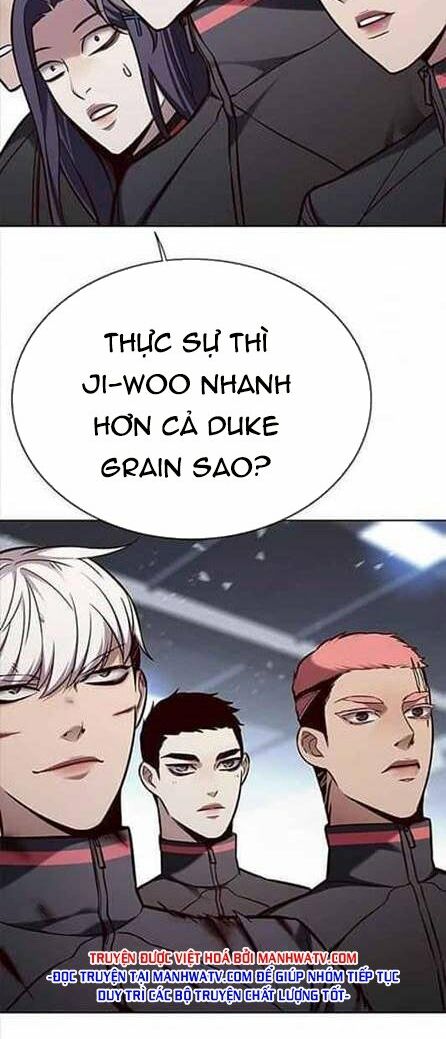 THỰC SỰ THÌ
JI-WOO NHANH
HƠN CẢ DUKE
GRAIN SAO?
TRUYỆN ĐƯỢC VIỆT HOÁ BỞI MANHWATV.COM
-ĐỌC TRUYỆN TẠI MANHWATV.COM ĐỂ GIÚP NHÓM TIẾP TỤC
DUY TRÌ CÁC BỘ TRUYỆN CHẤT LƯỢNG TỐT-